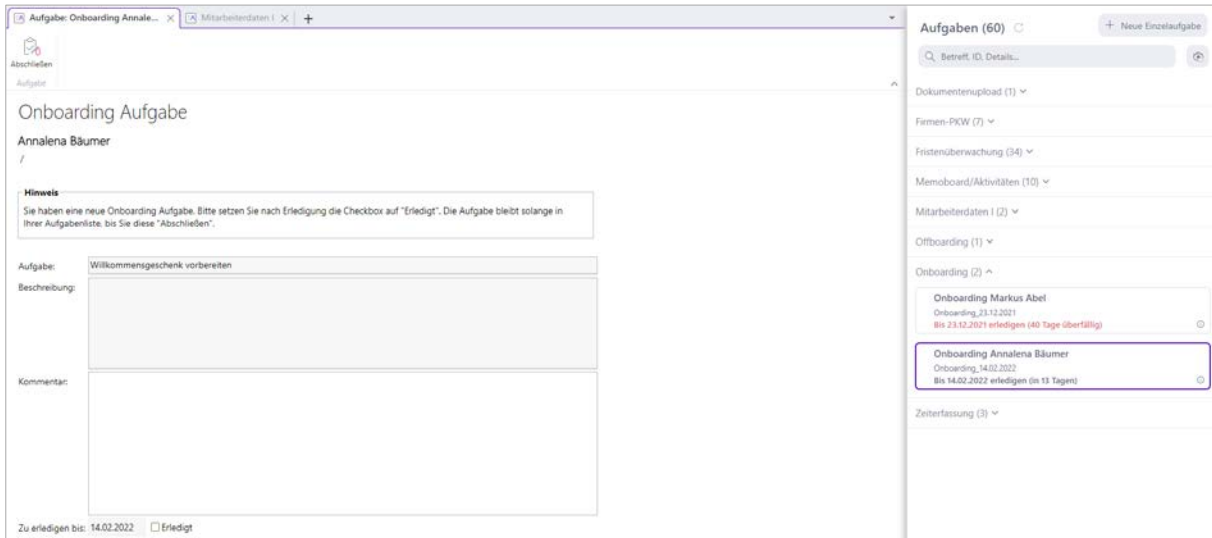 Aufgabe: Onboarding Annale...
Mitarbeiterdaten I
Abschließen
Aufgabe
Onboarding Aufgabe
Annalena Bäumer
/
Hinweis
Sie haben eine neue Onboarding Aufgabe. Bitte setzen Sie nach Erledigung die Checkbox auf "Erledigt". Die Aufgabe bleibt solange in
Ihrer Aufgabenliste, bis Sie diese "Abschließen".
Aufgabe: Willkommensgeschenk vorbereiten
Beschreibung:
Kommentar:
Zu erledigen bis: 14.02.2022 Erledigt
Aufgaben (60)
+ Neue Einzelaufgabe
Betreff, ID, Details...
Dokumentenupload (1)
Firmen-PKW (7)
Fristenüberwachung (34)
Memoboard/Aktivitäten (10)
Mitarbeiterdaten I (2)
Offboarding (1)
Onboarding (2)
Onboarding Markus Abel
Onboarding_23.12.2021
Bis 23.12.2021 erledigen (40 Tage überfällig)
Onboarding Annalena Bäumer
Onboarding_14.02.2022
Bis 14.02.2022 erledigen (in 13 Tagen)
Zeiterfassung (3)